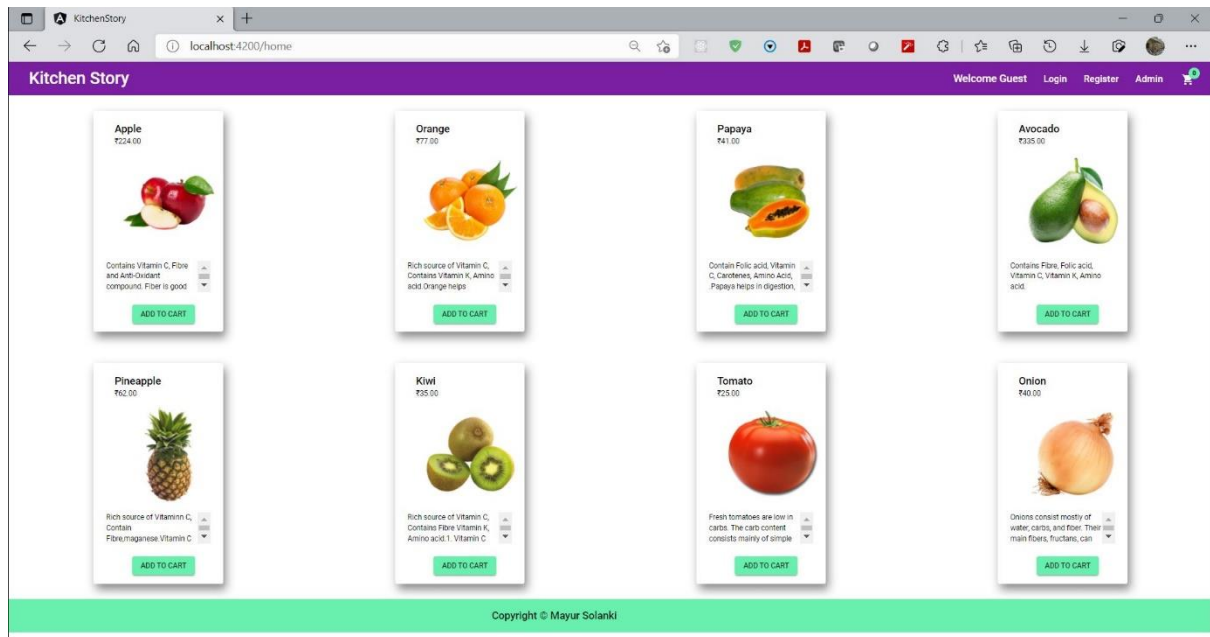 KitchenStory
localhost:4200/home
Kitchen Story
Welcome Guest Login Register Admin 0
Apple
₹224.00
Contains Vitamin C, Fibre
and Anti-Oxidant
compound. Fiber is good
ADD TO CART
Orange
₹77.00
Rich source of Vitamin C,
Contains Vitamin K, Amino
acid.Orange helps
ADD TO CART
Papaya
₹41.00
Contain Folic acid, Vitamin
C, Carotenes, Amino Acid,
.Papaya helps in digestion,
ADD TO CART
Avocado
₹335.00
Contains Fibre, Folic acid,
Vitamin C, Vitamin K, Amino
acid.
ADD TO CART
Pineapple
₹62.00
Rich source of Vitaminn C,
Contain
Fibre,maganese.Vitamin C
ADD TO CART
Kiwi
₹35.00
Rich source of Vitamin C,
Contains Fibre Vitamin K,
Amino acid.1. Vitamin C
ADD TO CART
Tomato
₹25.00
Fresh tomatoes are low in
carbs. The carb content
consists mainly of simple
ADD TO CART
Onion
₹40.00
Onions consist mostly of
water, carbs, and fiber. Their
main fibers, fructans, can
ADD TO CART
Copyright © Mayur Solanki